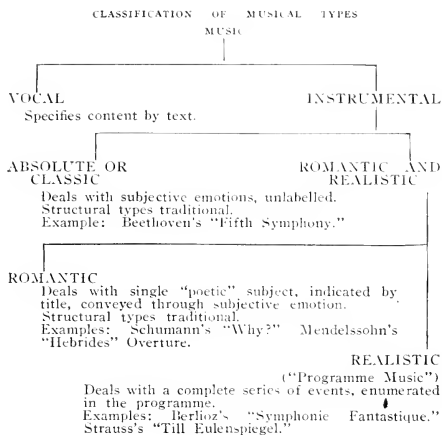 CLASSIFICATION OF MUSICAL TYPES
MUSIC
VOCAL
Specifies content by text.
INSTRUMENTAL
ABSOLUTE OR
CLASSIC
Deals with subjective emotions, unlabelled.
Structural types traditional.
Example: Beethoven's "Fifth Symphony."
ROMANTIC AND
REALISTIC
ROMANTIC
Deals with single "poetic" subject, indicated by
title, conveyed through subjective emotion.
Structural types traditional.
Examples: Schumann's "Why?" Mendelssohn's
"Hebrides" Overture.
REALISTIC
("Programme Music")
Deals with a complete series of events, enumerated
in the programme.
Examples: Berlioz's "Symphonie Fantastique."
Strauss's "Till Eulenspiegel."